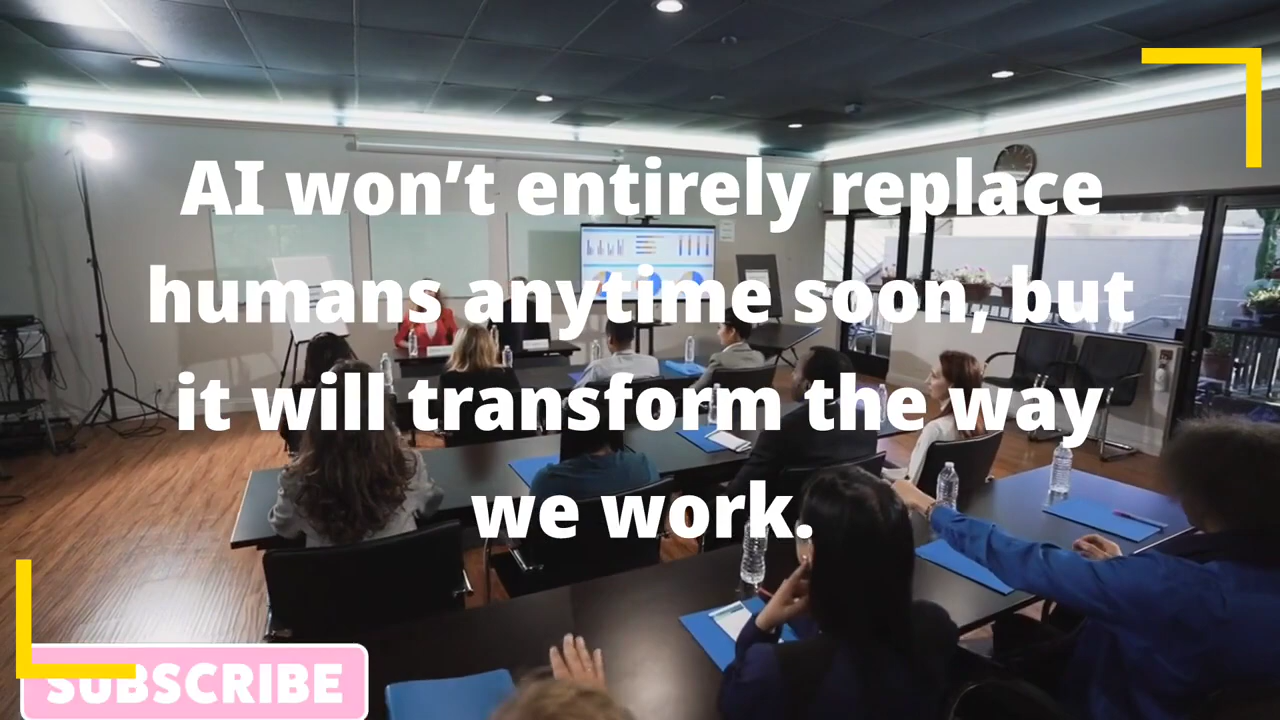 AI won’t entirely replace
humans anytime soon, but
it will transform the way
we work.
SUBSCRIBE